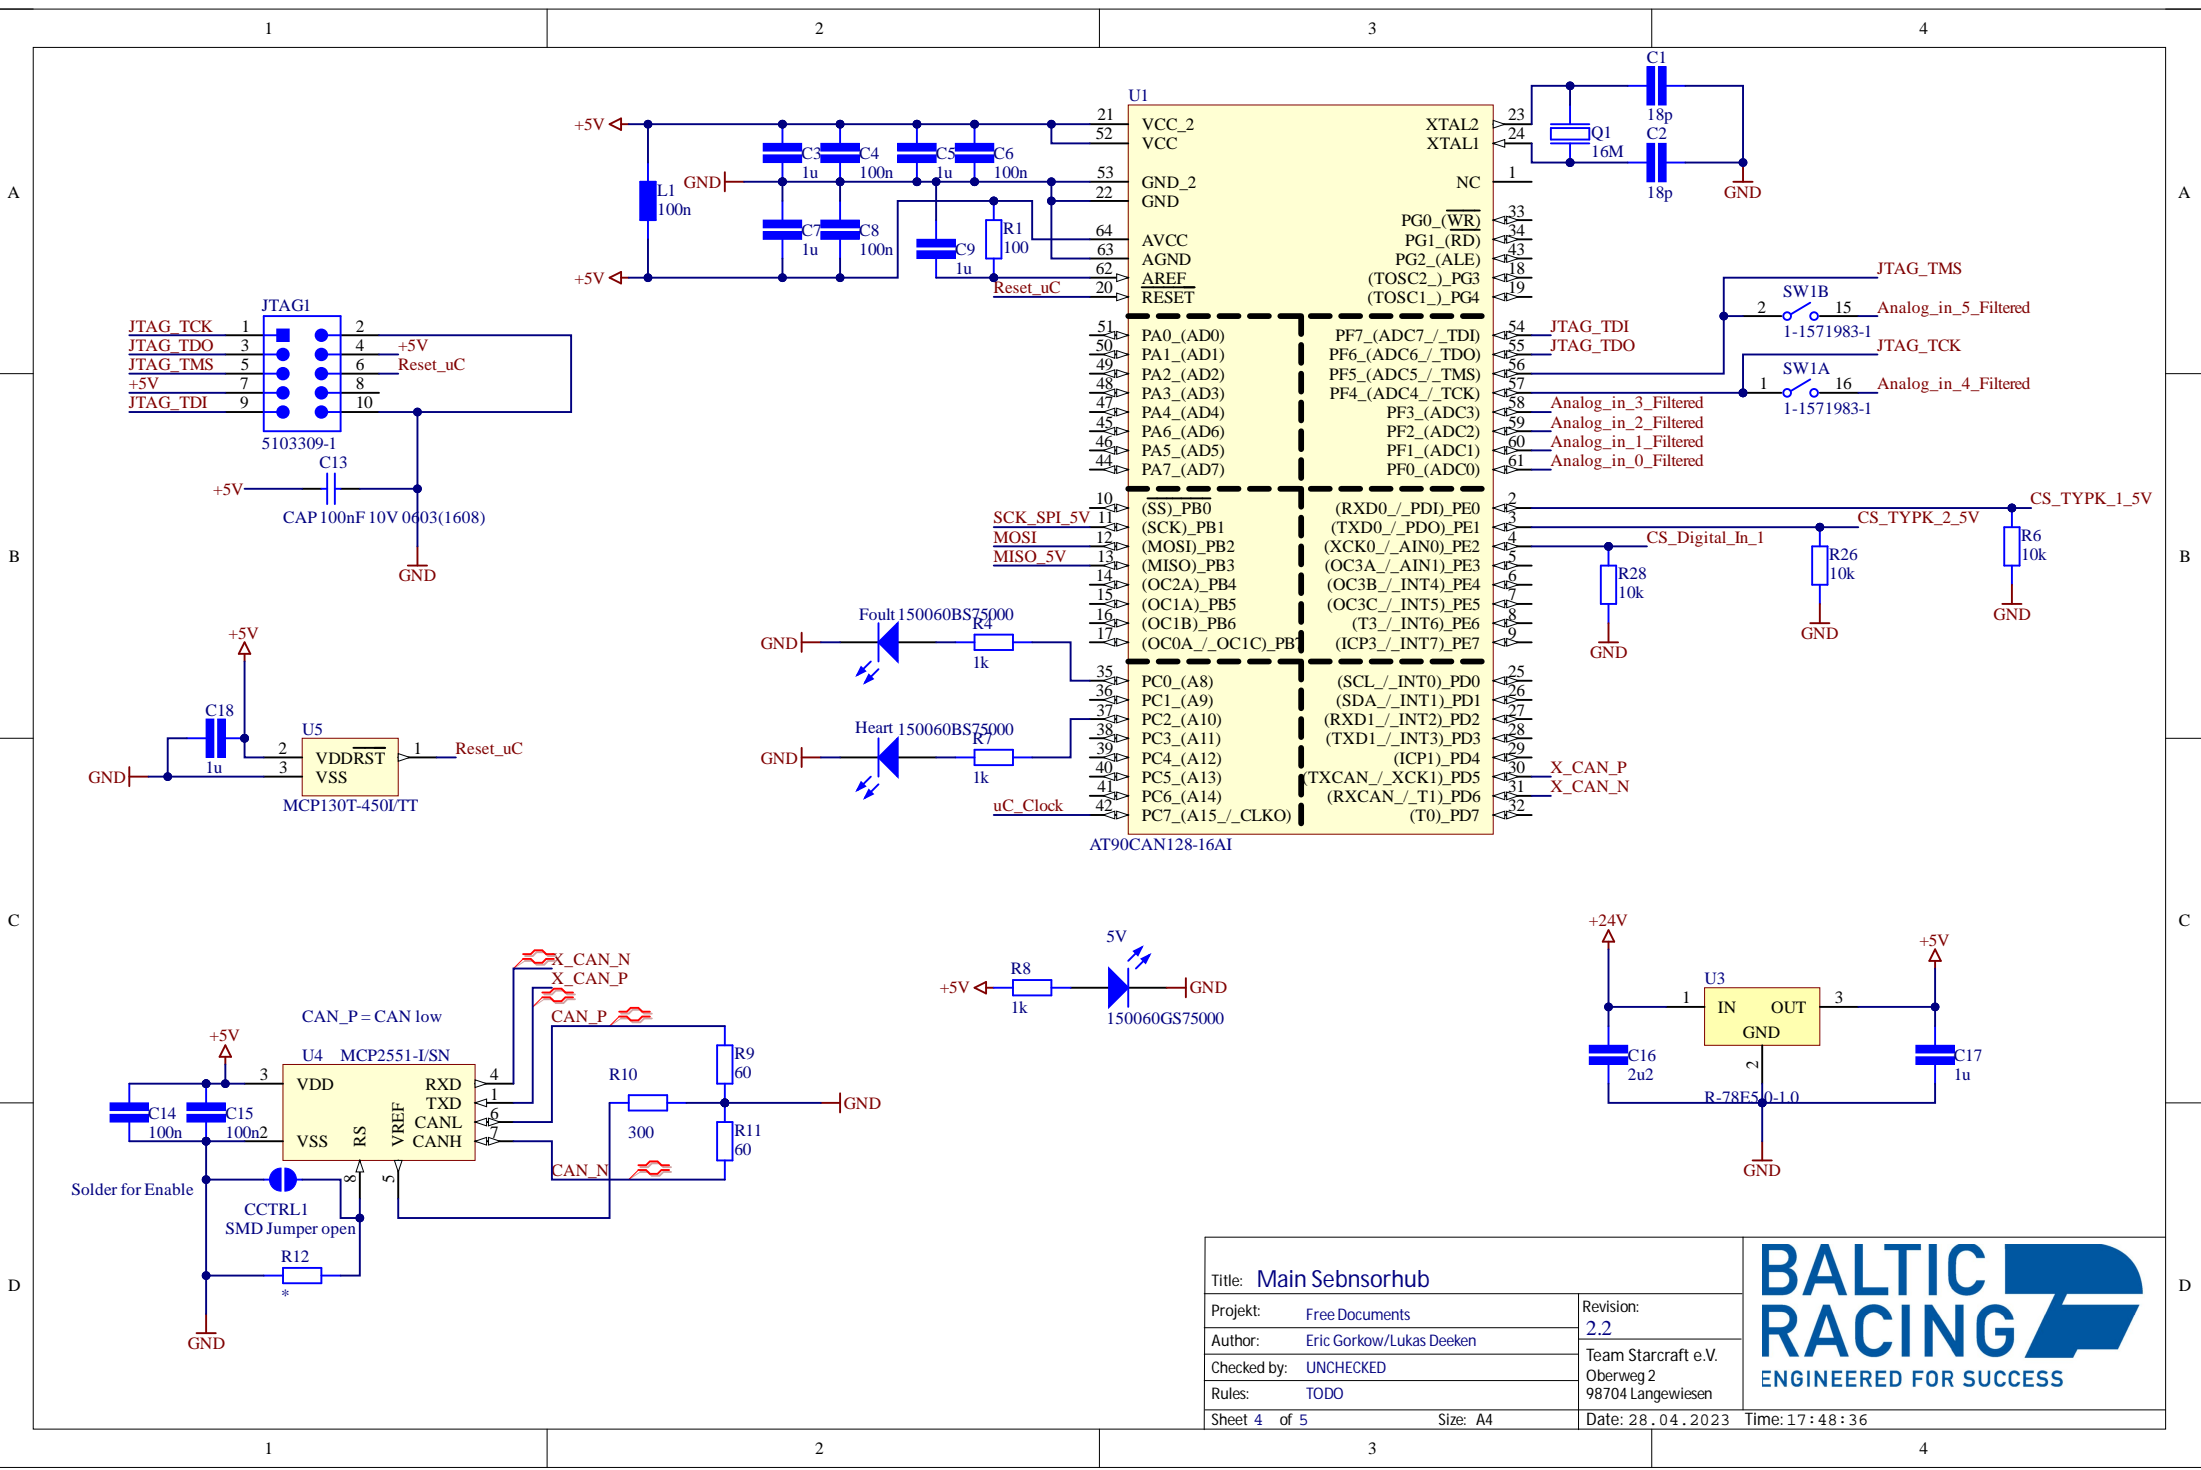 1 2 3 4
A A
B B
C C
D D
1 2 3 4
U1
+5V
21 VCC_2
52 VCC
53 GND_2
22 GND
64 AVCC
63 AGND
62 AREF
Reset_uC 20 RESET
C3 1u
C4 100n
C5 1u
C6 100n
GND
L1 100n
C7 1u
C8 100n
C9 1u
R1 100
+5V
XTAL2 23
XTAL1 24
NC 1
PG0_(WR) 33
PG1_(RD) 34
PG2_(ALE) 43
(TOSC2_)_PG3 18
(TOSC1_)_PG4 19
C1
18p
Q1
16M
C2
18p
GND
JTAG_TMS
SW1B
2 15 Analog_in_5_Filtered
1-1571983-1
JTAG_TCK
SW1A
1 16 Analog_in_4_Filtered
1-1571983-1
51 PA0_(AD0)
50 PA1_(AD1)
49 PA2_(AD2)
48 PA3_(AD3)
47 PA4_(AD4)
45 PA6_(AD6)
46 PA5_(AD5)
44 PA7_(AD7)
PF7_(ADC7_/_TDI) 54 JTAG_TDI
PF6_(ADC6_/_TDO) 55 JTAG_TDO
PF5_(ADC5_/_TMS) 56
PF4_(ADC4_/_TCK) 57
PF3_(ADC3) 58 Analog_in_3_Filtered
PF2_(ADC2) 59 Analog_in_2_Filtered
PF1_(ADC1) 60 Analog_in_1_Filtered
PF0_(ADC0) 61 Analog_in_0_Filtered
10 (SS)_PB0
SCK_SPI_5V 11 (SCK)_PB1
MOSI 12 (MOSI)_PB2
MISO_5V 13 (MISO)_PB3
14 (OC2A)_PB4
15 (OC1A)_PB5
16 (OC1B)_PB6
17 (OC0A_/_OC1C)_PB7
(RXD0_/_PDI)_PE0 2 CS_TYPK_1_5V
(TXD0_/_PDO)_PE1 3 CS_TYPK_2_5V
(XCK0_/_AIN0)_PE2 4 CS_Digital_In_1
(OC3A_/_AIN1)_PE3 5
(OC3B_/_INT4)_PE4 6
(OC3C_/_INT5)_PE5 7
(T3_/_INT6)_PE6 8
(ICP3_/_INT7)_PE7 9
R28 10k
GND
R26 10k
GND
R6 10k
GND
35 PC0_(A8)
36 PC1_(A9)
37 PC2_(A10)
38 PC3_(A11)
39 PC4_(A12)
40 PC5_(A13)
41 PC6_(A14)
uC_Clock 42 PC7_(A15_/_CLKO)
(SCL_/_INT0)_PD0 25
(SDA_/_INT1)_PD1 26
(RXD1_/_INT2)_PD2 27
(TXD1_/_INT3)_PD3 28
(ICP1)_PD4 29
(TXCAN_/_XCK1)_PD5 30 X_CAN_P
(RXCAN_/_T1)_PD6 31 X_CAN_N
(T0)_PD7 32
AT90CAN128-16AI
Foult 150060BS75000
GND R4
1k
Heart 150060BS75000
GND R7
1k
JTAG1
JTAG_TCK 1 2
JTAG_TDO 3 4 +5V
JTAG_TMS 5 6 Reset_uC
+5V 7 8
JTAG_TDI 9 10
5103309-1
C13
+5V
CAP 100nF 10V 0603(1608)
GND
+5V
C18
1u
U5
2 VDD RST 1 Reset_uC
GND 3 VSS
MCP130T-450I/TT
X_CAN_N
X_CAN_P
CAN_P = CAN low
CAN_P
+5V
U4 MCP2551-I/SN
3 VDD RXD 4
TXD 1
CANL 6
CANH 7
2 VSS RS VREF
8 5
C14 100n
C15 100n
R9 60
R10
300
R11 60
GND
CAN_N
Solder for Enable
CCTRL1
SMD Jumper open
R12
*
GND
5V
+5V R8 GND
1k
150060GS75000
+24V
+5V
U3
1 IN OUT 3
GND
2
C16 2u2
C17 1u
R-78E5.0-1.0
GND
Title: Main Sebnsorhub
Projekt: Free Documents
Author: Eric Gorkow/Lukas Deeken
Checked by: UNCHECKED
Rules: TODO
Sheet 4 of 5 Size: A4
Revision:
2.2
Team Starcraft e.V.
Oberweg 2
98704 Langewiesen
Date: 28.04.2023 Time: 17:48:36
BALTIC
RACING
ENGINEERED FOR SUCCESS